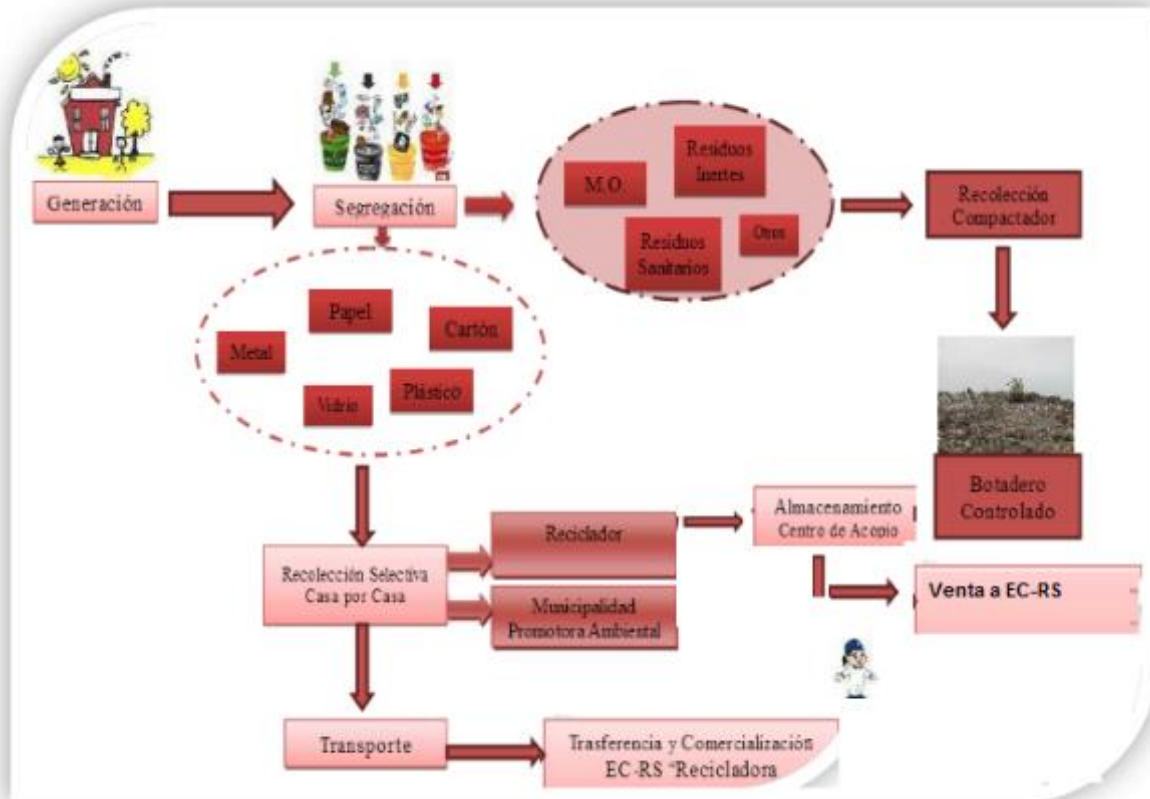 Generación
Segregación
M.O.
Residuos
Inertes
Residuos
Sanitarios
Otros
Recolección
Compactador
Papel
Cartón
Metal
Vidrio
Plástico
Botadero
Controlado
Almacenamiento
Centro de Acopio
Reciclador
Recolección Selectiva
Casa por Casa
Venta a EC-RS
Municipalidad
Promotora Ambiental
Transporte
Trasferencia y Comercialización
EC-RS “Recicladora